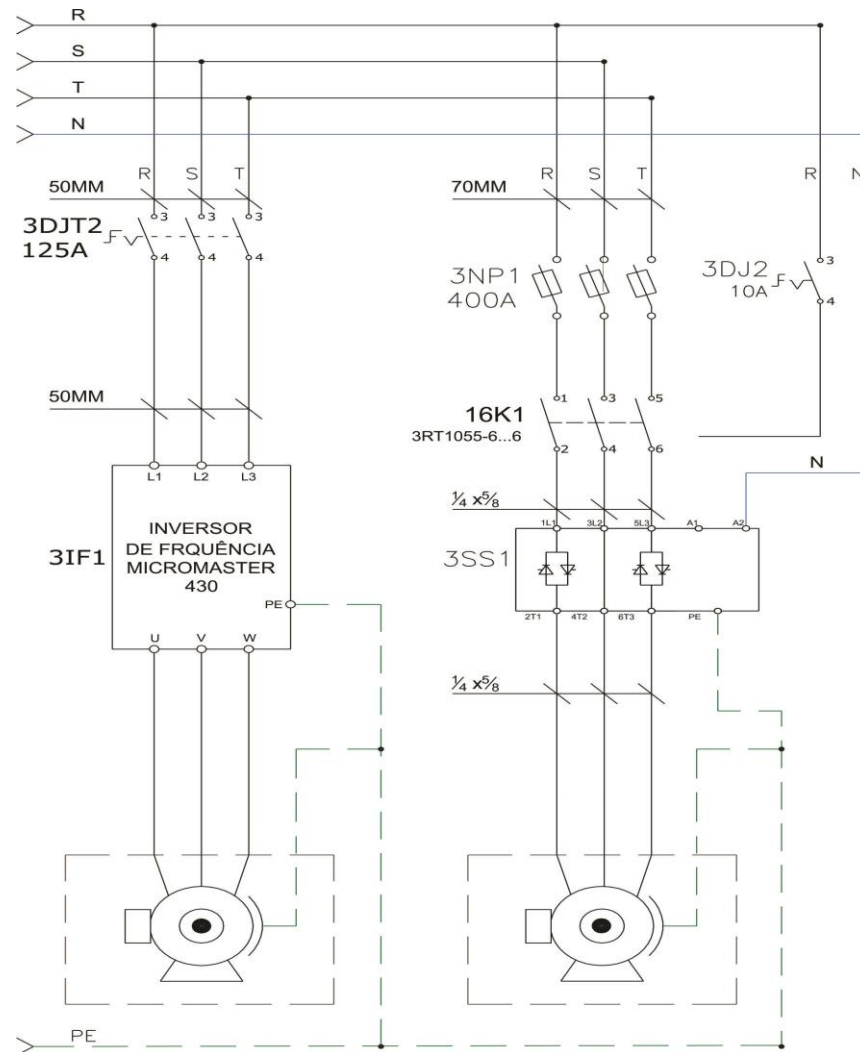 R
S
T
N
R S T
50MM
3 3 3
3DJT2
125A
4 4 4
50MM
L1 L2 L3
INVERSOR
DE FRQUÊNCIA
MICROMASTER
430
3IF1
PE
U V W
R S T
70MM
3NP1
400A
1 3 5
16K1
3RT1055-6...6
2 4 6
¼ x⅝
1L1 3L2 5L3 A1 A2
3SS1
2T1 4T2 6T3 PE
¼ x⅝
R N
3
3DJ2
10A
4
N
PE